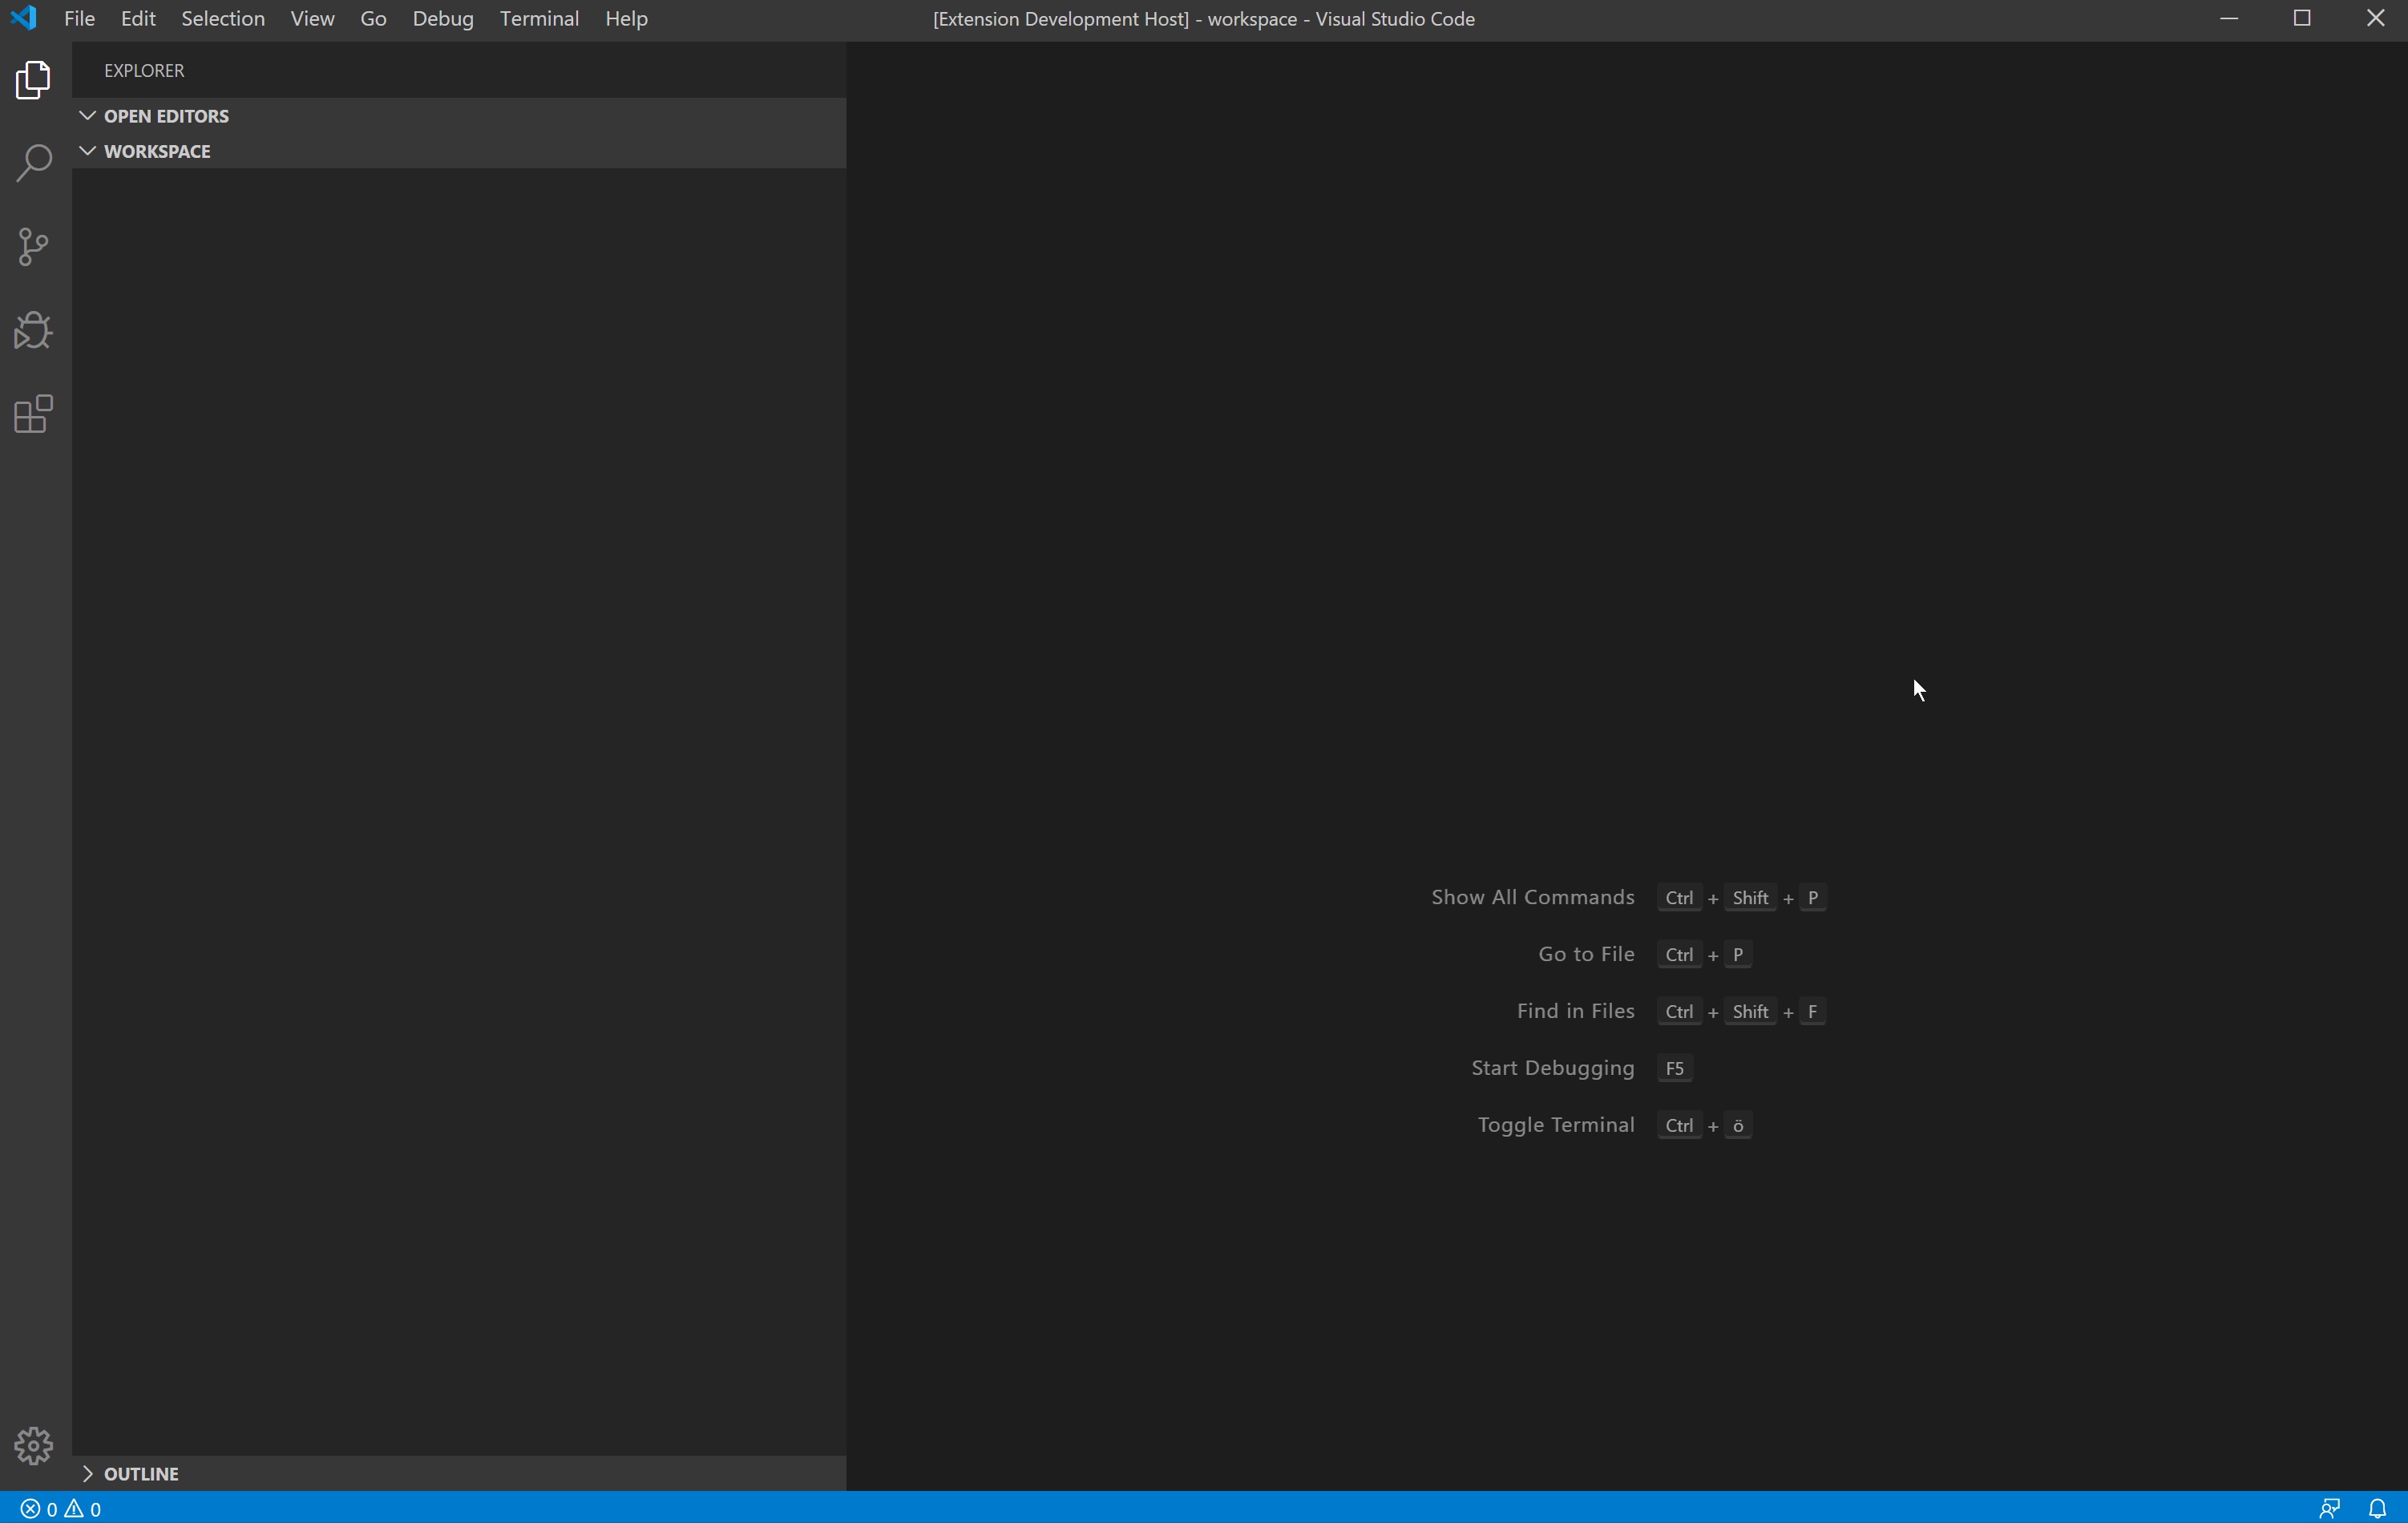 File Edit Selection View Go Debug Terminal Help
[Extension Development Host] - workspace - Visual Studio Code
EXPLORER
OPEN EDITORS
WORKSPACE
Show All Commands Ctrl + Shift + P
Go to File Ctrl + P
Find in Files Ctrl + Shift + F
Start Debugging F5
Toggle Terminal Ctrl + ö
OUTLINE
0 0